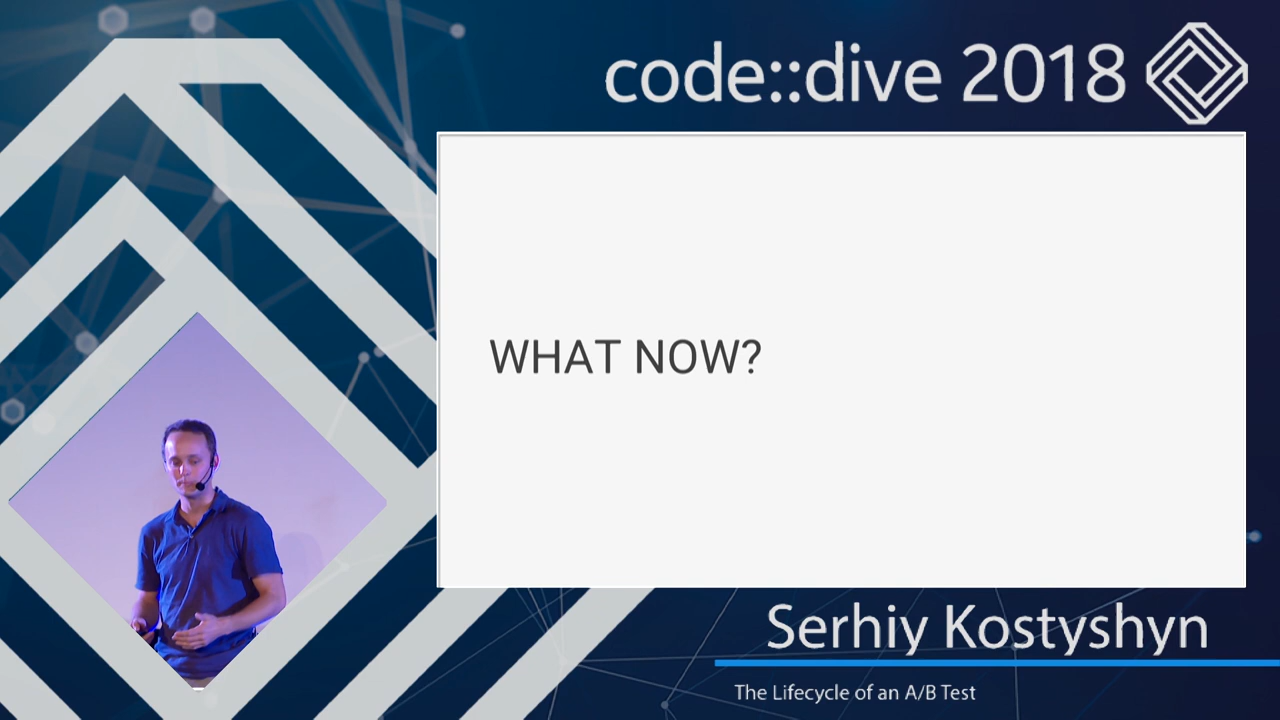 code::dive 2018
WHAT NOW?
Serhiy Kostyshyn
The Lifecycle of an A/B Test